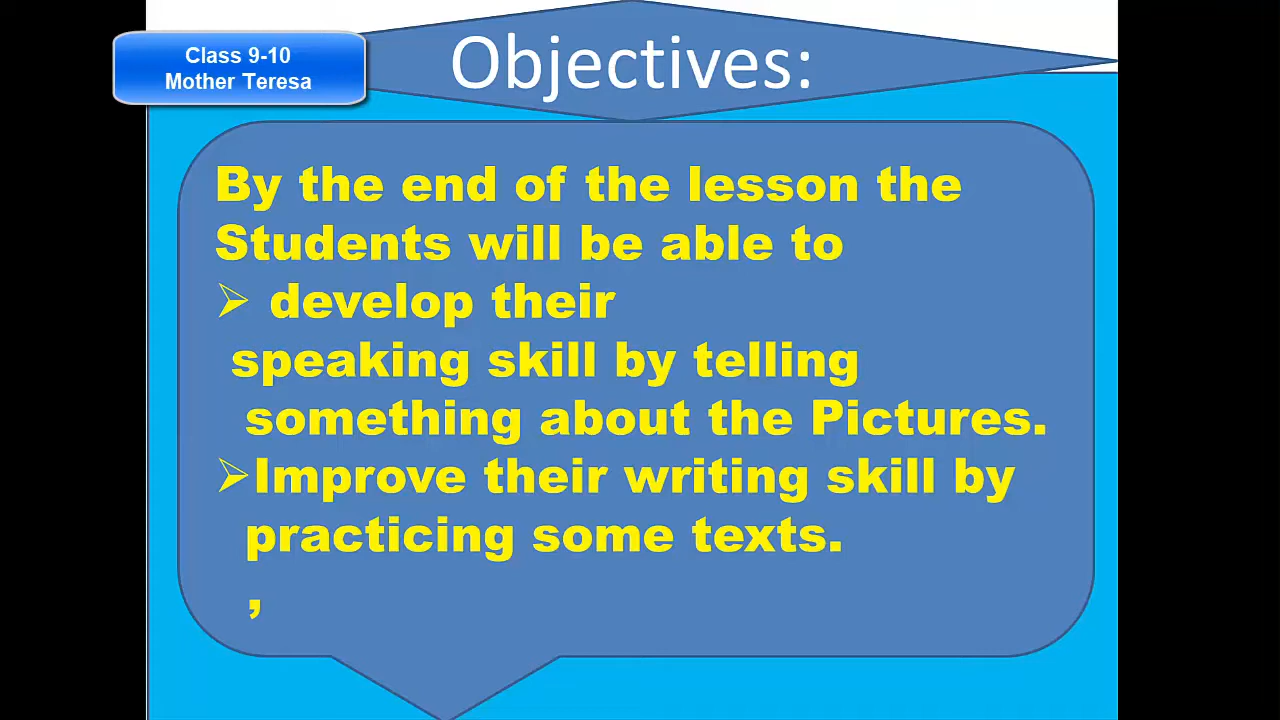 Class 9-10
Mother Teresa
Objectives:
By the end of the lesson the
Students will be able to
➢ develop their
speaking skill by telling
something about the Pictures.
➢Improve their writing skill by
practicing some texts.
,